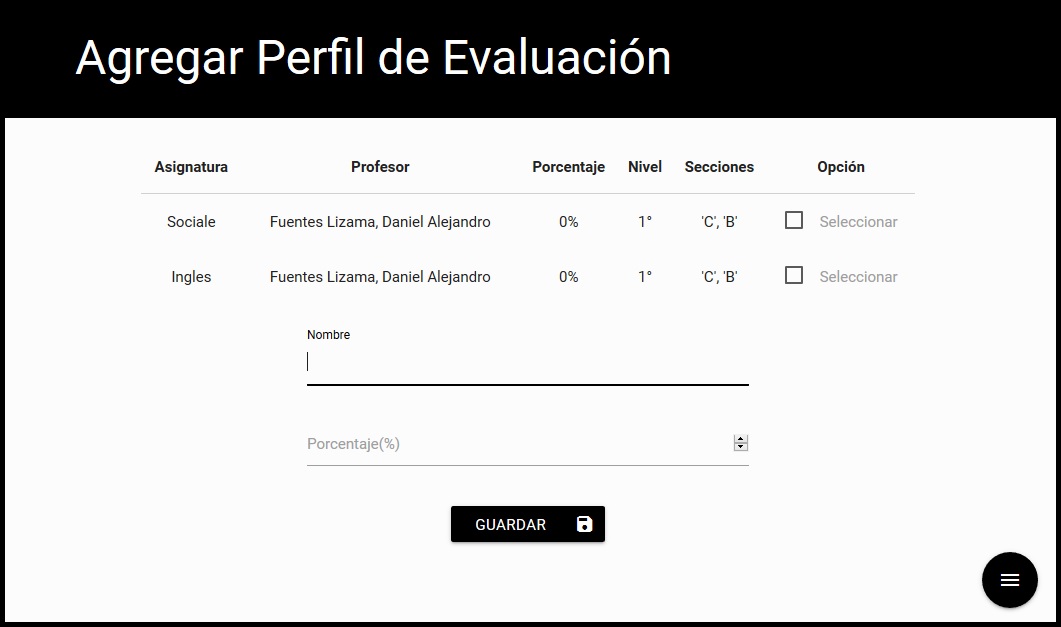 Agregar Perfil de Evaluación
Asignatura Profesor Porcentaje Nivel Secciones Opción
Sociale Fuentes Lizama, Daniel Alejandro 0% 1° 'C', 'B' Seleccionar
Ingles Fuentes Lizama, Daniel Alejandro 0% 1° 'C', 'B' Seleccionar
Nombre
Porcentaje(%)
GUARDAR